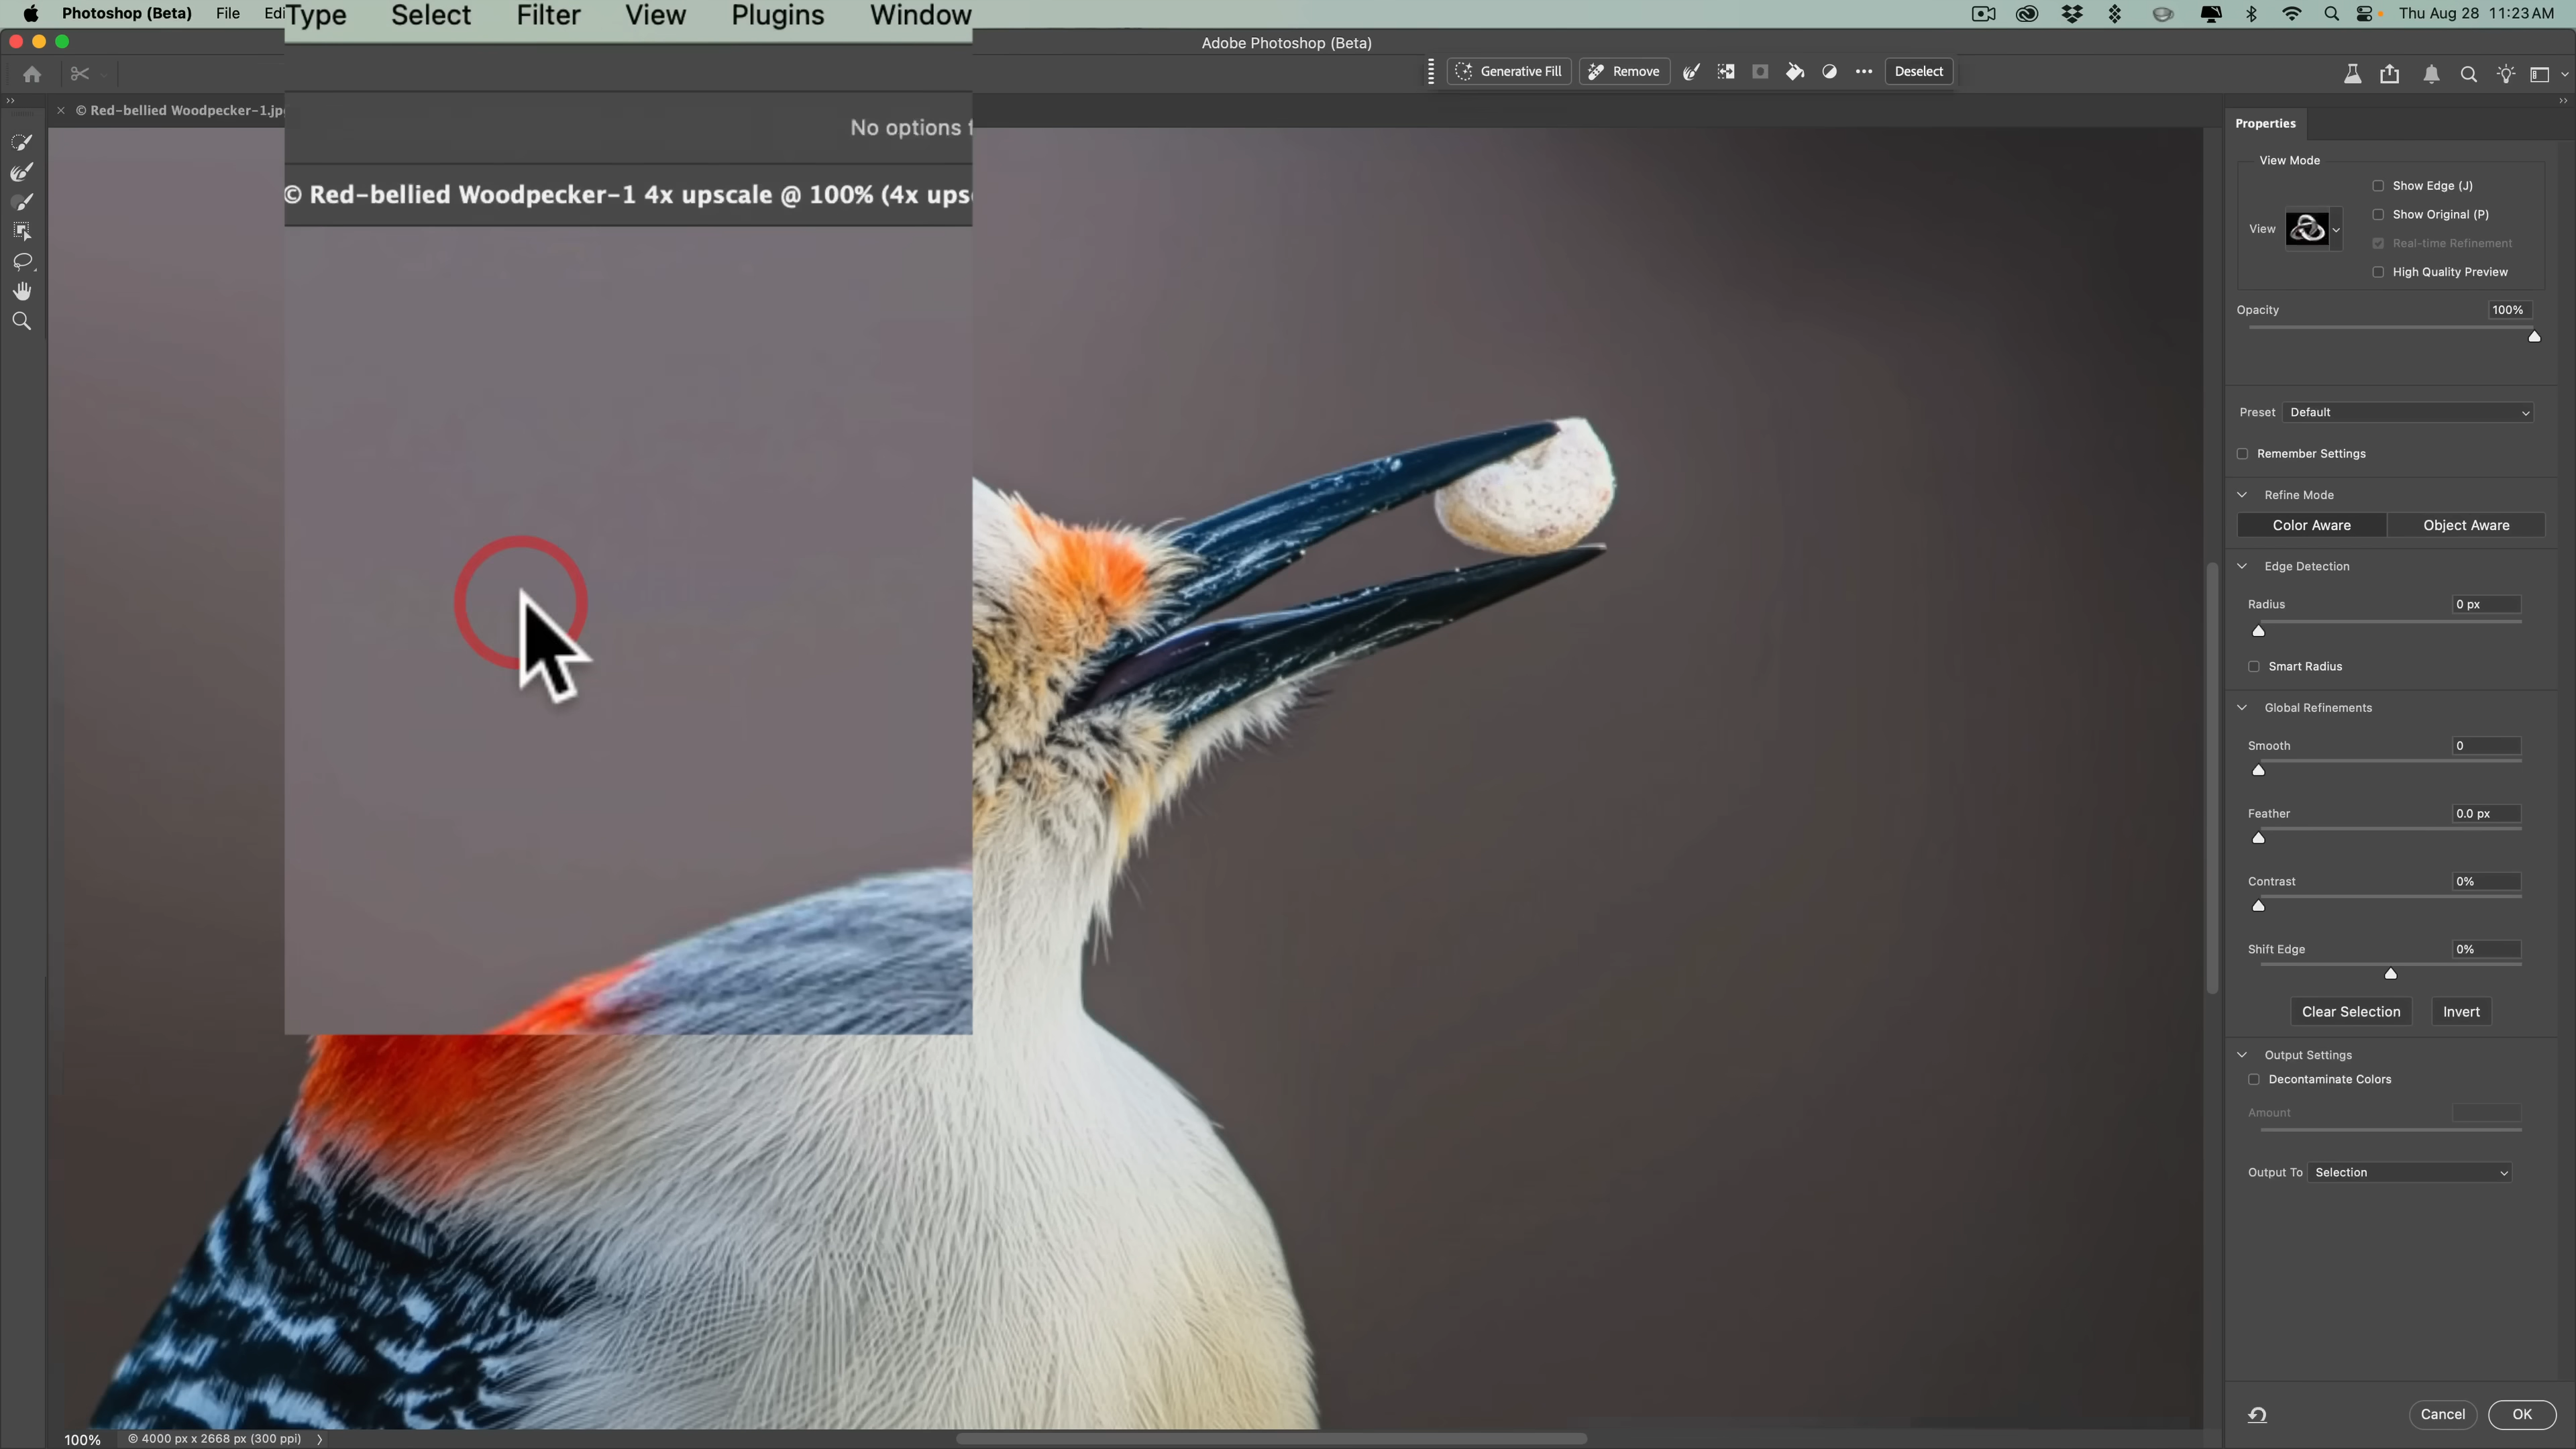 Photoshop (Beta) File Edi Type Select Filter View Plugins Window Thu Aug 28 11:23 AM
Adobe Photoshop (Beta)
Generative Fill Remove Deselect
© Red-bellied Woodpecker-1.jp
No options f
© Red-bellied Woodpecker-1 4x upscale @ 100% (4x ups
Properties
View Mode
Show Edge (J)
Show Original (P)
View
Real-time Refinement
High Quality Preview
Opacity 100%
Preset Default
Remember Settings
Refine Mode
Color Aware Object Aware
Edge Detection
Radius 0 px
Smart Radius
Global Refinements
Smooth 0
Feather 0.0 px
Contrast 0%
Shift Edge 0%
Clear Selection Invert
Output Settings
Decontaminate Colors
Amount
Output To Selection
Cancel OK
100% © 4000 px x 2668 px (300 ppi)